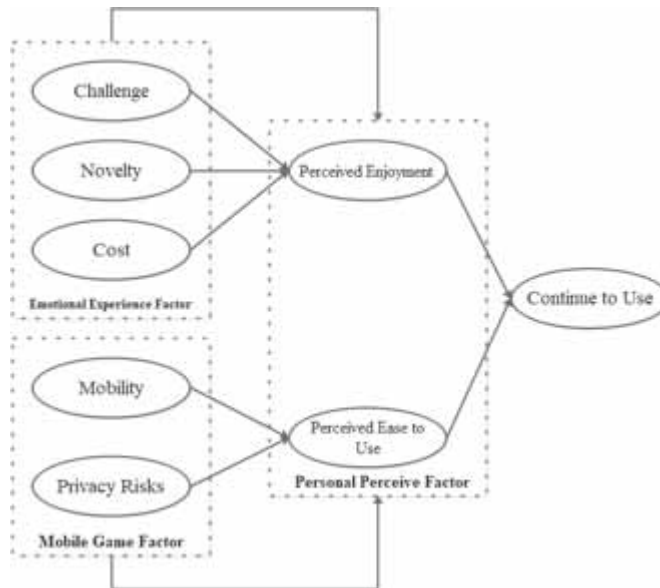 Challenge
Novelty
Cost
Emotional Experience Factor
Perceived Enjoyment
Continue to Use
Mobility
Privacy Risks
Mobile Game Factor
Perceived Ease to
Use
Personal Perceive Factor